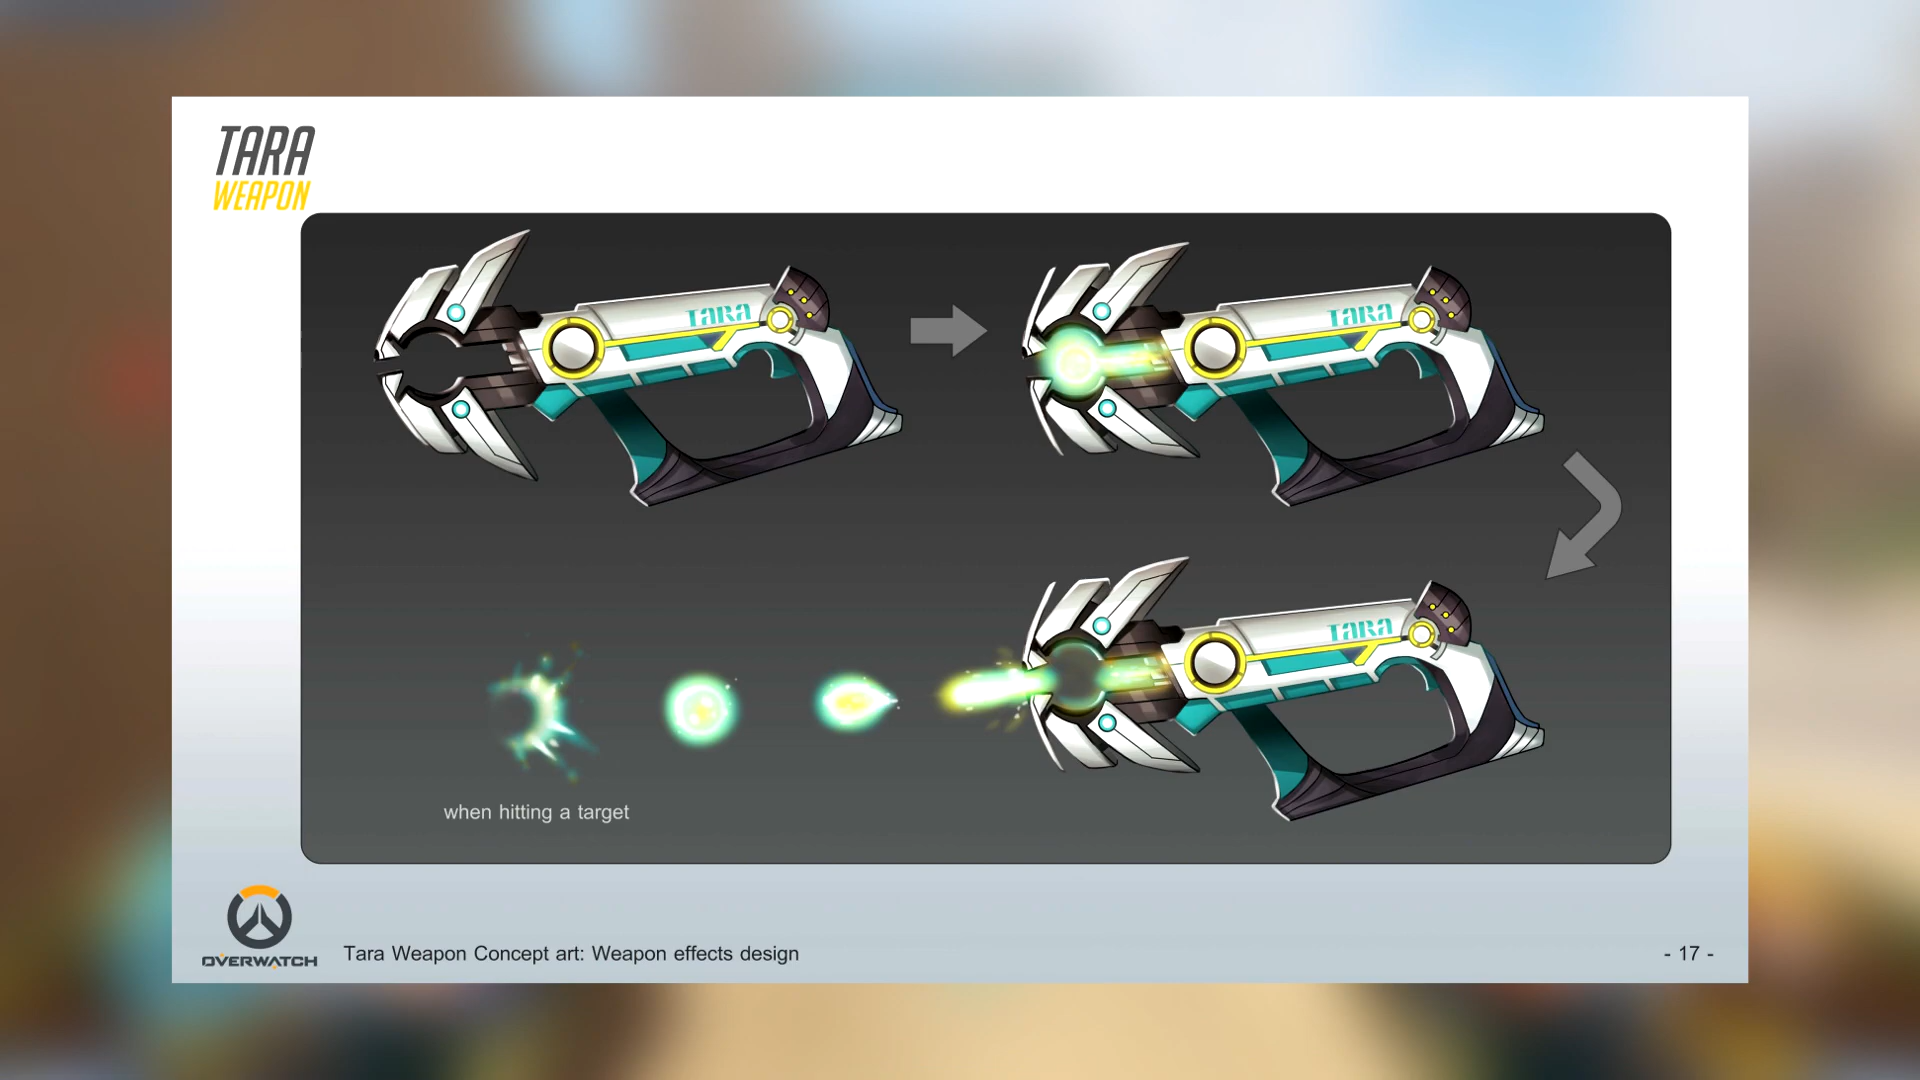 TARA
WEAPON
TARA
TARA
TARA
when hitting a target
OVERWATCH
Tara Weapon Concept art: Weapon effects design
- 17 -